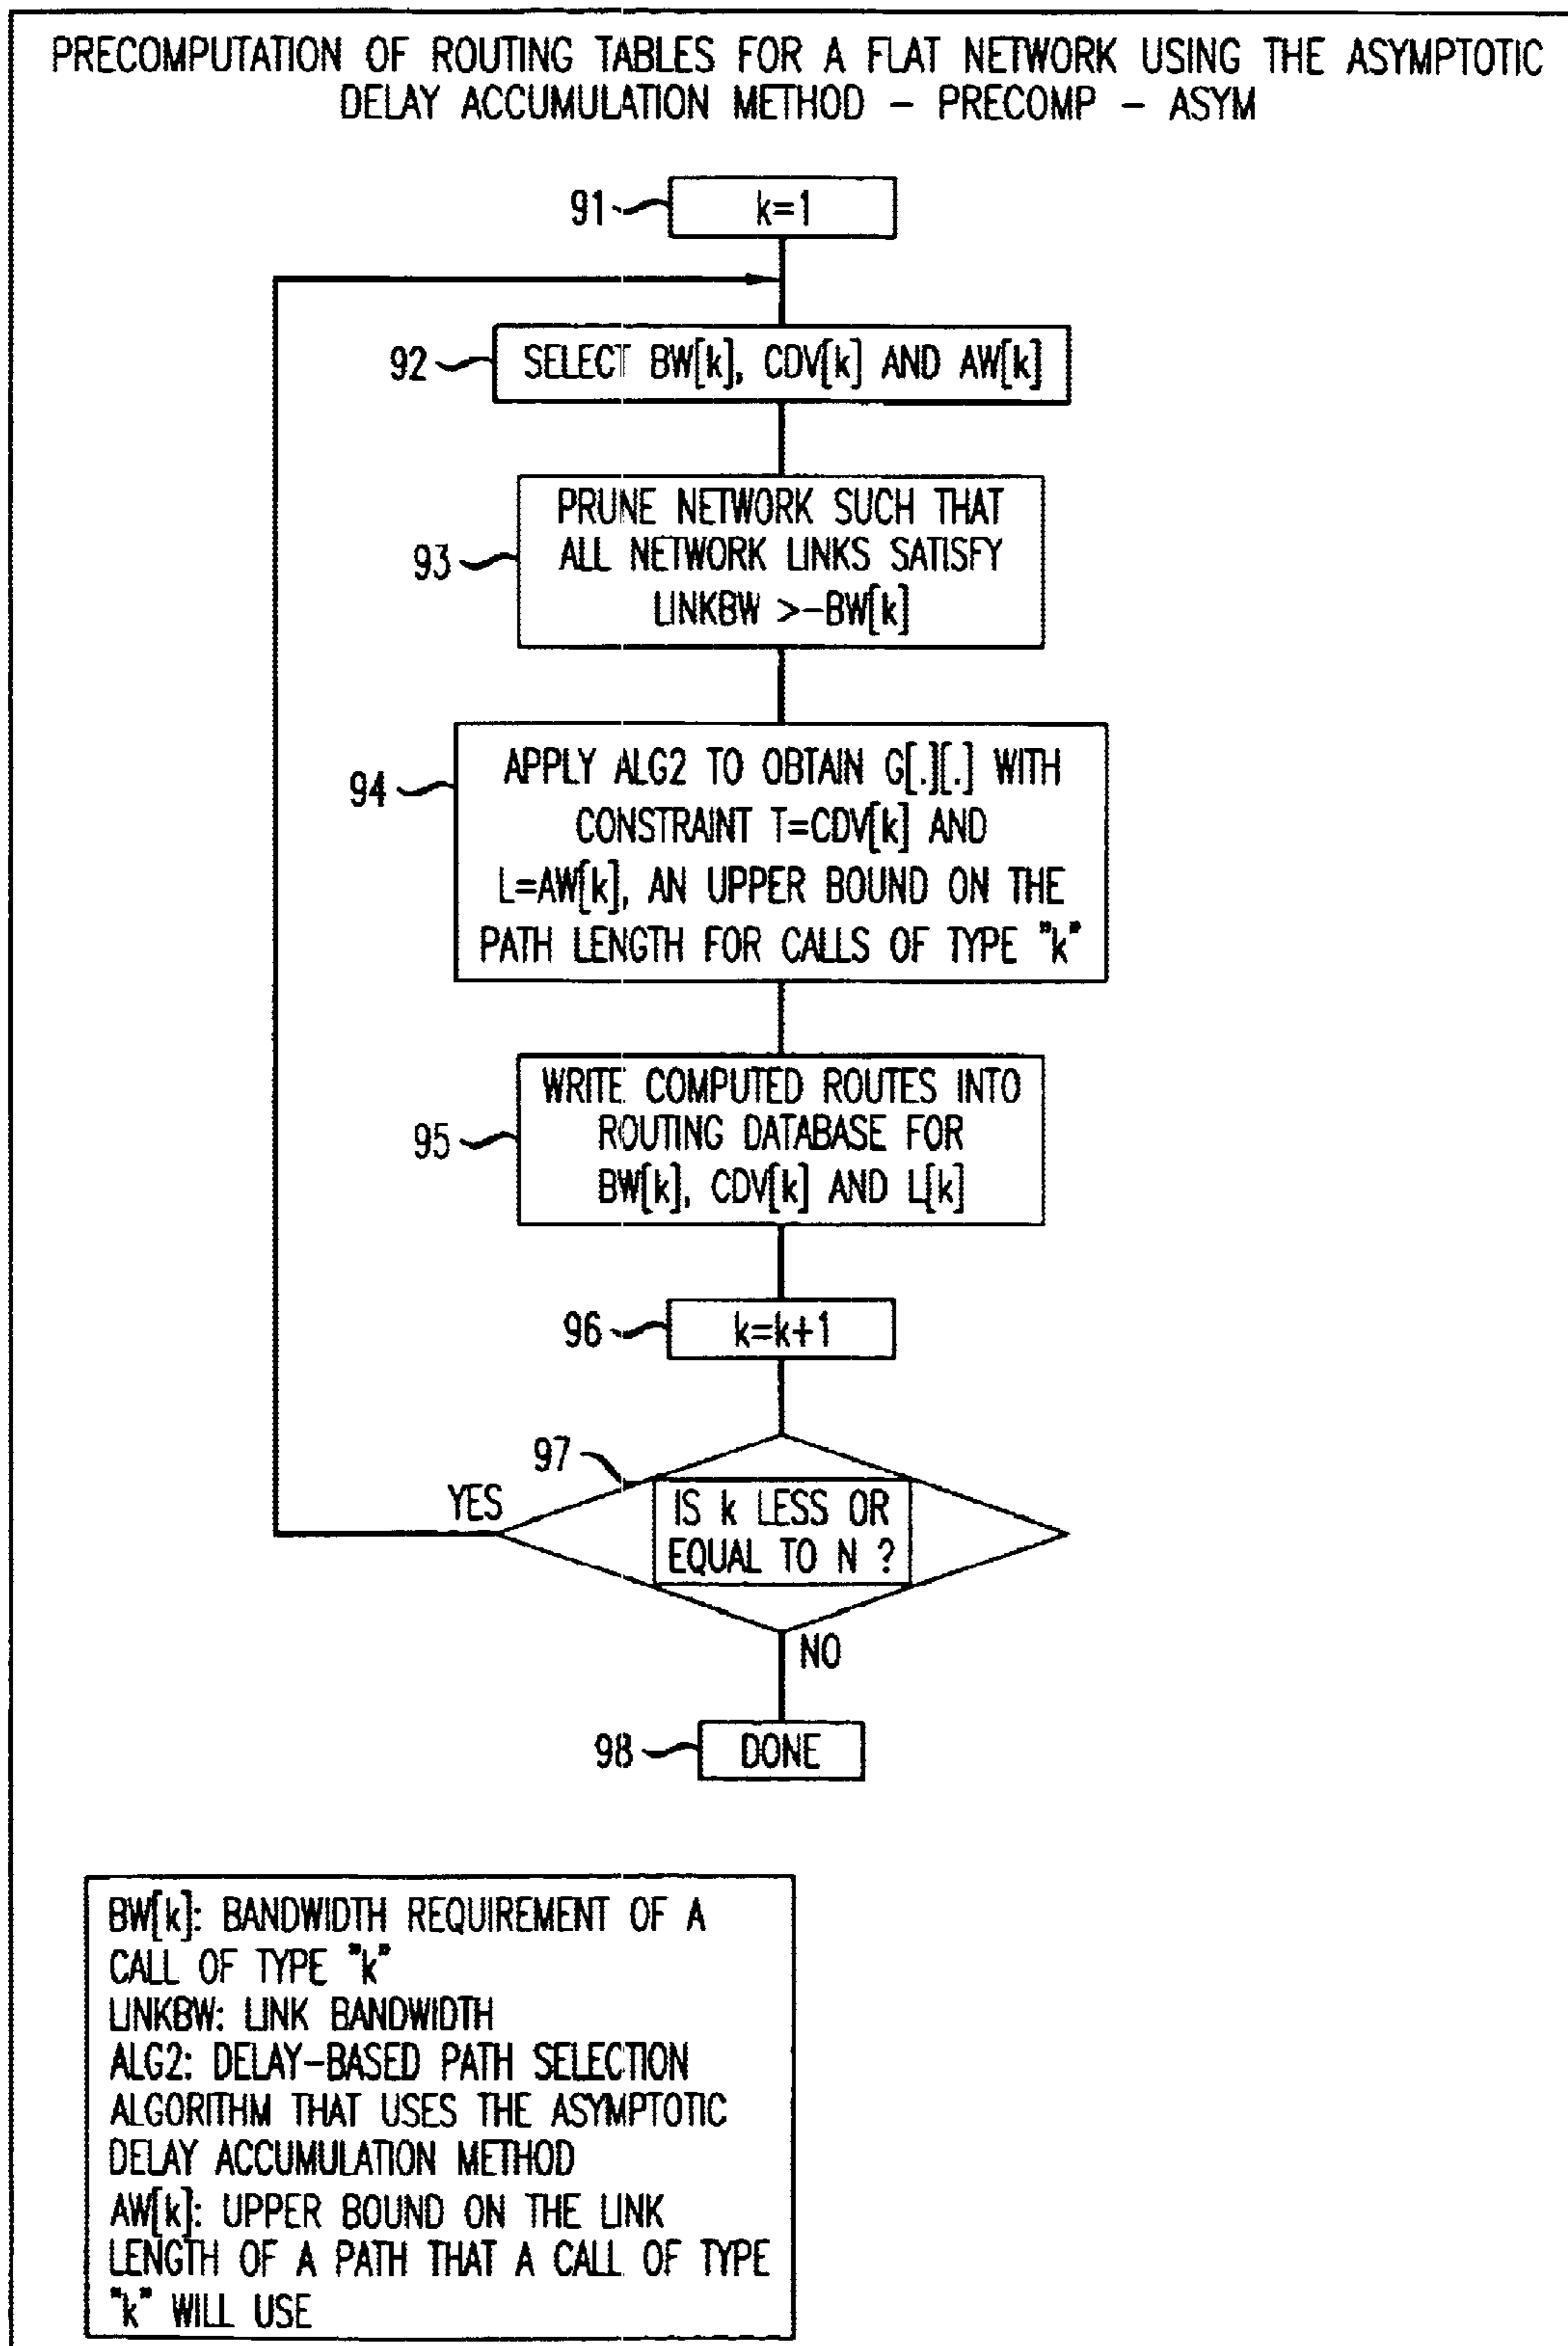 PRECOMPUTATION OF ROUTING TABLES FOR A FLAT NETWORK USING THE ASYMPTOTIC
DELAY ACCUMULATION METHOD – PRECOMP – ASYM
91
k=1
92
SELECT BW[k], CDV[k] AND AW[k]
93
PRUNE NETWORK SUCH THAT
ALL NETWORK LINKS SATISFY
LINKBW >–BW[k]
94
APPLY ALG2 TO OBTAIN G[.][.] WITH
CONSTRAINT T=CDV[k] AND
L=AW[k], AN UPPER BOUND ON THE
PATH LENGTH FOR CALLS OF TYPE "k"
95
WRITE COMPUTED ROUTES INTO
ROUTING DATABASE FOR
BW[k], CDV[k] AND L[k]
96
k=k+1
97
YES
IS k LESS OR
EQUAL TO N ?
NO
98
DONE
BW[k]: BANDWIDTH REQUIREMENT OF A
CALL OF TYPE "k"
LINKBW: LINK BANDWIDTH
ALG2: DELAY–BASED PATH SELECTION
ALGORITHM THAT USES THE ASYMPTOTIC
DELAY ACCUMULATION METHOD
AW[k]: UPPER BOUND ON THE LINK
LENGTH OF A PATH THAT A CALL OF TYPE
"k" WILL USE